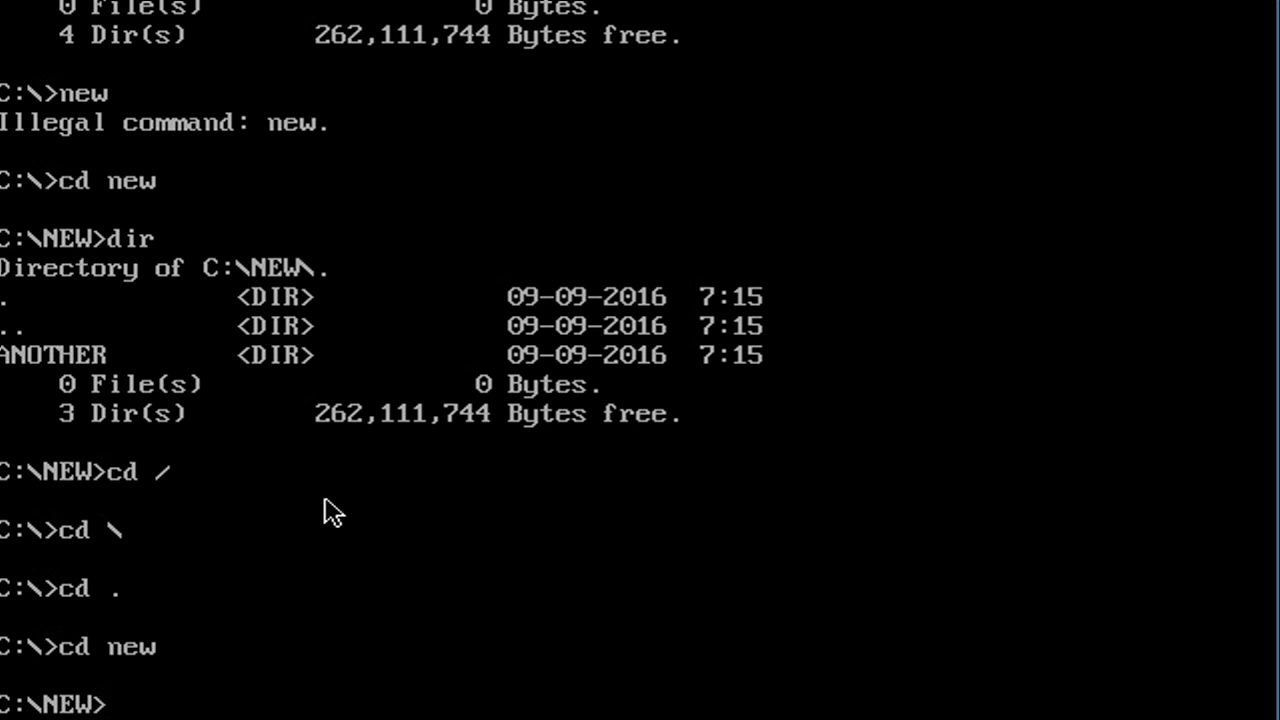 0 File(s) 0 Bytes.
4 Dir(s) 262,111,744 Bytes free.
C:\>new
Illegal command: new.
C:\>cd new
C:\NEW>dir
Directory of C:\NEW\.
. <DIR> 09-09-2016 7:15
.. <DIR> 09-09-2016 7:15
ANOTHER <DIR> 09-09-2016 7:15
0 File(s) 0 Bytes.
3 Dir(s) 262,111,744 Bytes free.
C:\NEW>cd /
C:\>cd \
C:\>cd .
C:\>cd new
C:\NEW>